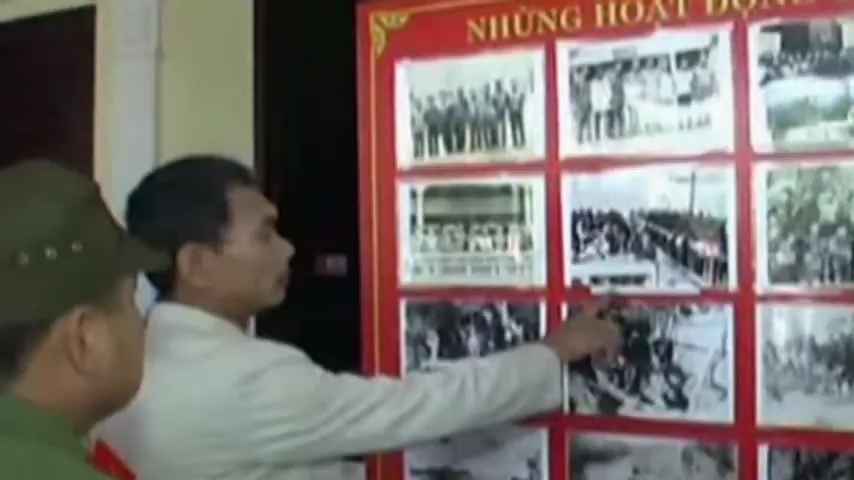 NHỮNG HOẠT ĐỘNG